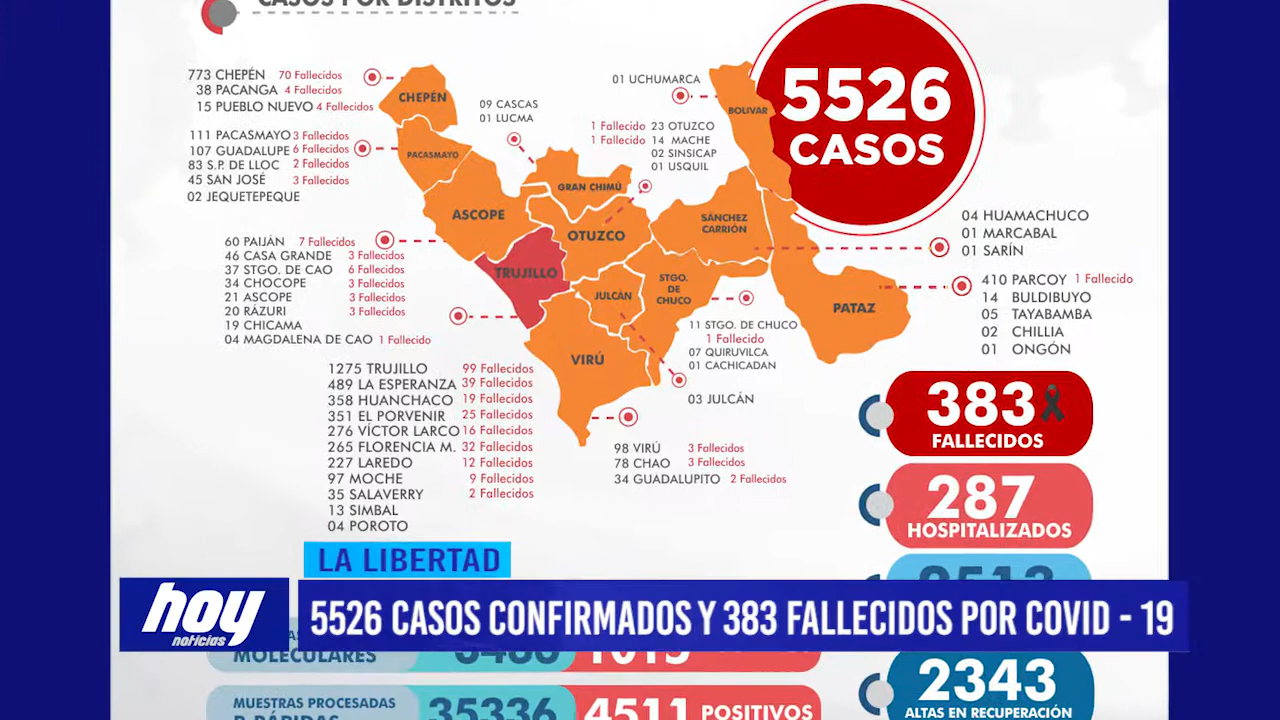 CASOS POR DISTRITOS
773 CHEPÉN 70 Fallecidos
38 PACANGA 4 Fallecidos
15 PUEBLO NUEVO 4 Fallecidos
111 PACASMAYO 3 Fallecidos
107 GUADALUPE 6 Fallecidos
83 S.P. DE LLOC 2 Fallecidos
45 SAN JOSÉ 3 Fallecidos
02 JEQUETEPEQUE
60 PAIJÁN 7 Fallecidos
46 CASA GRANDE 3 Fallecidos
37 STGO. DE CAO 6 Fallecidos
34 CHOCOPE 3 Fallecidos
21 ASCOPE 3 Fallecidos
20 RÁZURI 3 Fallecidos
19 CHICAMA
04 MAGDALENA DE CAO 1 Fallecido
1275 TRUJILLO 99 Fallecidos
489 LA ESPERANZA 39 Fallecidos
358 HUANCHACO 19 Fallecidos
351 EL PORVENIR 25 Fallecidos
276 VÍCTOR LARCO 16 Fallecidos
265 FLORENCIA M. 32 Fallecidos
227 LAREDO 12 Fallecidos
97 MOCHE 9 Fallecidos
35 SALAVERRY 2 Fallecidos
13 SIMBAL
04 POROTO
09 CASCAS
01 LUCMA
01 UCHUMARCA
1 Fallecido 23 OTUZCO
1 Fallecido 14 MACHE
02 SINSICAP
01 USQUIL
CHEPÉN
PACASMAYO
ASCOPE
GRAN CHIMÚ
OTUZCO
TRUJILLO
JULCÁN
VIRÚ
STGO.
DE
CHUCO
SÁNCHEZ
CARRIÓN
BOLIVAR
PATAZ
11 STGO. DE CHUCO
1 Fallecido
07 QUIRUVILCA
01 CACHICADAN
03 JULCÁN
98 VIRÚ 3 Fallecidos
78 CHAO 3 Fallecidos
34 GUADALUPITO 2 Fallecidos
5526
CASOS
04 HUAMACHUCO
01 MARCABAL
01 SARÍN
410 PARCOY 1 Fallecido
14 BULDIBUYO
05 TAYABAMBA
02 CHILLIA
01 ONGÓN
383
FALLECIDOS
287
HOSPITALIZADOS
LA LIBERTAD
hoy
noticias
5526 CASOS CONFIRMADOS Y 383 FALLECIDOS POR COVID - 19
MOLECULARES
2343
ALTAS EN RECUPERACIÓN
MUESTRAS PROCESADAS
35336
4511 POSITIVOS